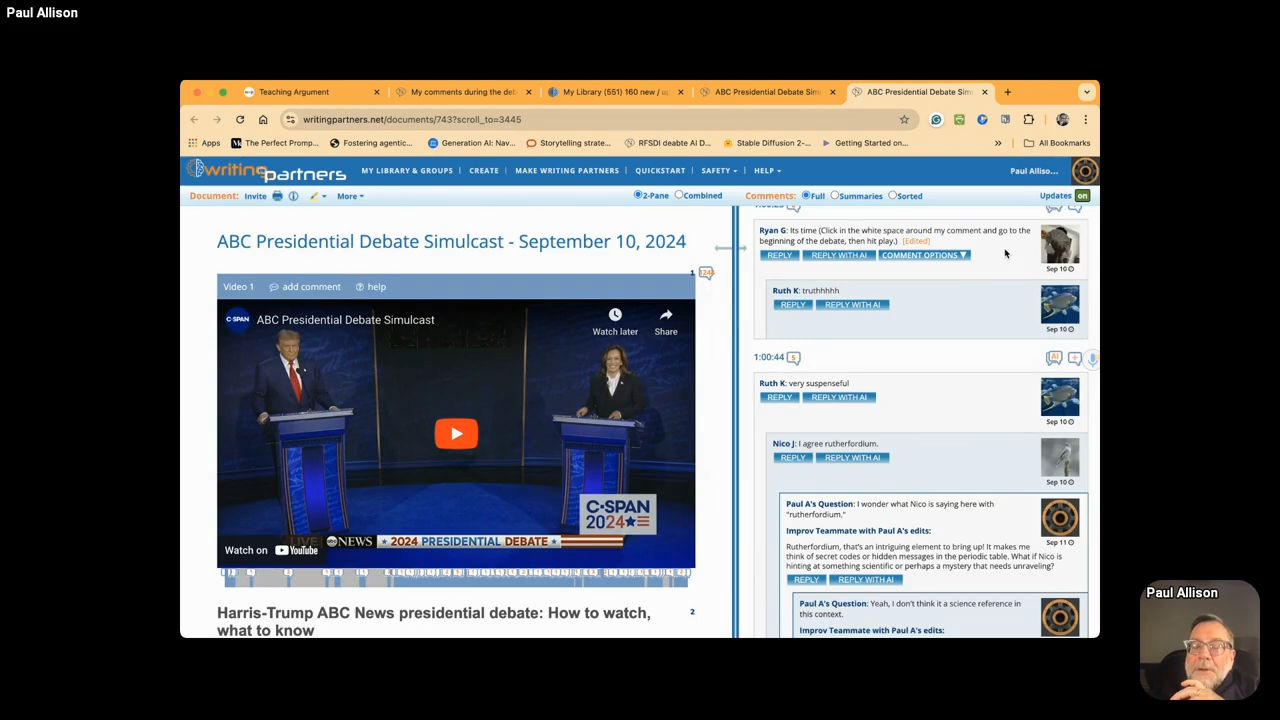 Paul Allison
Teaching Argument
My comments during the deb
My Library (551) 160 new / u
ABC Presidential Debate Sim
ABC Presidential Debate Sim
writingpartners.net/documents/743?scroll_to=3445
Apps
The Perfect Promp...
Fostering agentic...
Generation AI: Nav...
Storytelling strate...
RFSDI deabte AI D...
Stable Diffusion 2-...
Getting Started on...
All Bookmarks
writing partners
MY LIBRARY & GROUPS
CREATE
MAKE WRITING PARTNERS
QUICKSTART
SAFETY
HELP
Paul Alliso...
Document: Invite More
2-Pane Combined
Comments: Full Summaries Sorted
Updates on
ABC Presidential Debate Simulcast - September 10, 2024
1
Video 1 add comment help
C-SPAN
ABC Presidential Debate Simulcast
Watch later
Share
C-SPAN
2024
LIVE abc NEWS 2024 PRESIDENTIAL DEBATE
Watch on YouTube
Harris-Trump ABC News presidential debate: How to watch,
what to know
2
Ryan G: Its time (Click in the white space around my comment and go to the
beginning of the debate, then hit play.) [Edited]
REPLY REPLY WITH AI COMMENT OPTIONS
Sep 10
Ruth K: truthhhhh
REPLY REPLY WITH AI
Sep 10
1:00:44 5
AI +
Ruth K: very suspenseful
REPLY REPLY WITH AI
Sep 10
Nico J: I agree rutherfordium.
REPLY REPLY WITH AI
Sep 10
Paul A's Question: I wonder what Nico is saying here with
"rutherfordium."
Improv Teammate with Paul A's edits:
Sep 11
Rutherfordium, that's an intriguing element to bring up! It makes me
think of secret codes or hidden messages in the periodic table. What if Nico is
hinting at something scientific or perhaps a mystery that needs unraveling?
REPLY REPLY WITH AI
Paul A's Question: Yeah, I don't think it a science reference in
this context.
Improv Teammate with Paul A's edits:
Paul Allison